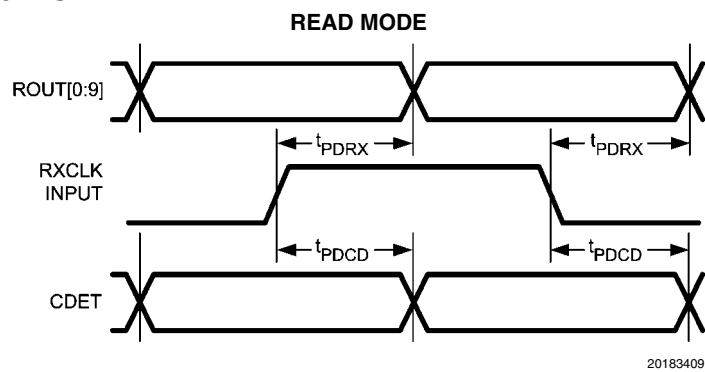 READ MODE
ROUT[0:9]
tPDRX tPDRX
RXCLK
INPUT
tPDCD tPDCD
CDET
20183409